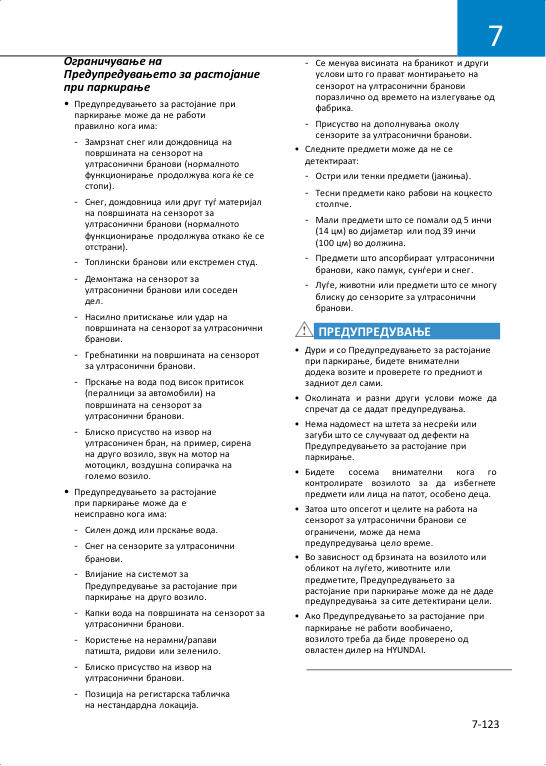 7
Ограничување на
Предупредувањето за растојание
при паркирање
• Предупредувањето за растојание при
паркирање може да не работи
правилно кога има:
- Замрзнат снег или дождовница на
површината на сензорот на
ултрасонични бранови (нормалното
функционирање продолжува кога ќе се
стопи).
- Снег, дождовница или друг туѓ материјал
на површината на сензорот за
ултрасонични бранови (нормалното
функционирање продолжува откако ќе се
отстрани).
- Топлински бранови или екстремен студ.
- Демонтажа на сензорот за
ултрасонични бранови или соседен
дел.
- Насилно притискање или удар на
површината на сензорот за ултрасонични
бранови.
- Гребнатинки на површината на сензорот
за ултрасонични бранови.
- Прскање на вода под висок притисок
(пералници за автомобили) на
површината на сензорот за
ултрасонични бранови.
- Блиско присуство на извор на
ултрасоничен бран, на пример, сирена
на друго возило, звук на мотор на
мотоцикл, воздушна сопирачка на
големо возило.
• Предупредувањето за растојание
при паркирање може да е
неисправно кога има:
- Силен дожд или прскање вода.
- Снег на сензорите за ултрасонични
бранови.
- Влијание на системот за
Предупредување за растојание при
паркирање на друго возило.
- Капки вода на површината на сензорот за
ултрасонични бранови.
- Користење на нерамни/рапави
патишта, ридови или зеленило.
- Блиско присуство на извор на
ултрасонични бранови.
- Позиција на регистарска табличка
на нестандардна локација.
- Се менува висината на браникот и други
услови што го прават монтирањето на
сензорот на ултрасонични бранови
поразлично од времето на излегување од
фабрика.
- Присуство на дополнувања околу
сензорите за ултрасонични бранови.
• Следните предмети може да не се
детектираат:
- Остри или тенки предмети (јажиња).
- Тесни предмети како рабови на коцкесто
столпче.
- Мали предмети што се помали од 5 инчи
(14 цм) во дијаметар или под 39 инчи
(100 цм) во должина.
- Предмети што апсорбираат ултрасонични
бранови, како памук, сунѓери и снег.
- Луѓе, животни или предмети што се многу
блиску до сензорите за ултрасонични
бранови.
ПРЕДУПРЕДУВАЊЕ
• Дури и со Предупредувањето за растојание
при паркирање, бидете внимателни
додека возите и проверете го предниот и
задниот дел сами.
• Околината и разни други услови може да
спречат да се дадат предупредувања.
• Нема надомест на штета за несреќи или
загуби што се случуваат од дефекти на
Предупредувањето за растојание при
паркирање.
• Бидете сосема внимателни кога го
контролирате возилото за да избегнете
предмети или лица на патот, особено деца.
• Затоа што опсегот и целите на работа на
сензорот за ултрасонични бранови се
ограничени, може да нема
предупредувања цело време.
• Во зависност од брзината на возилото или
обликот на луѓето, животните или
предметите, Предупредувањето за
растојание при паркирање може да не даде
предупредувања за сите детектирани цели.
• Ако Предупредувањето за растојание при
паркирање не работи вообичаено,
возилото треба да биде проверено од
овластен дилер на HYUNDAI.
7-123